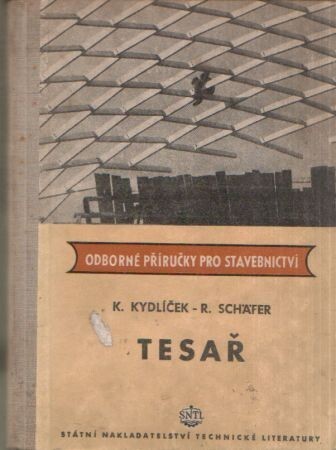 ODBORNÉ PŘÍRUČKY PRO STAVEBNICTVÍ
K. KYDLÍČEK - R. SCHÄFER
TESAŘ
SNTL
STÁTNÍ NAKLADATELSTVÍ TECHNICKÉ LITERATURY